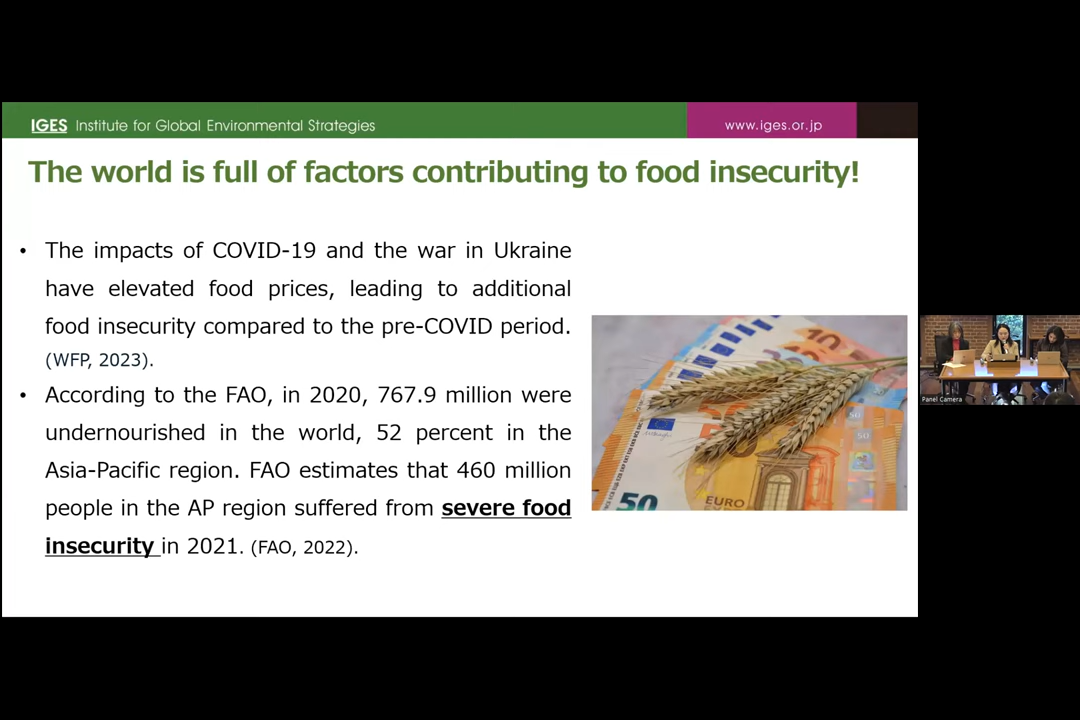 IGES Institute for Global Environmental Strategies
www.iges.or.jp
The world is full of factors contributing to food insecurity!
• The impacts of COVID-19 and the war in Ukraine
have elevated food prices, leading to additional
food insecurity compared to the pre-COVID period.
(WFP, 2023).
• According to the FAO, in 2020, 767.9 million were
undernourished in the world, 52 percent in the
Asia-Pacific region. FAO estimates that 460 million
people in the AP region suffered from severe food
insecurity in 2021. (FAO, 2022).
50
EURO
50
50
Panel Camera